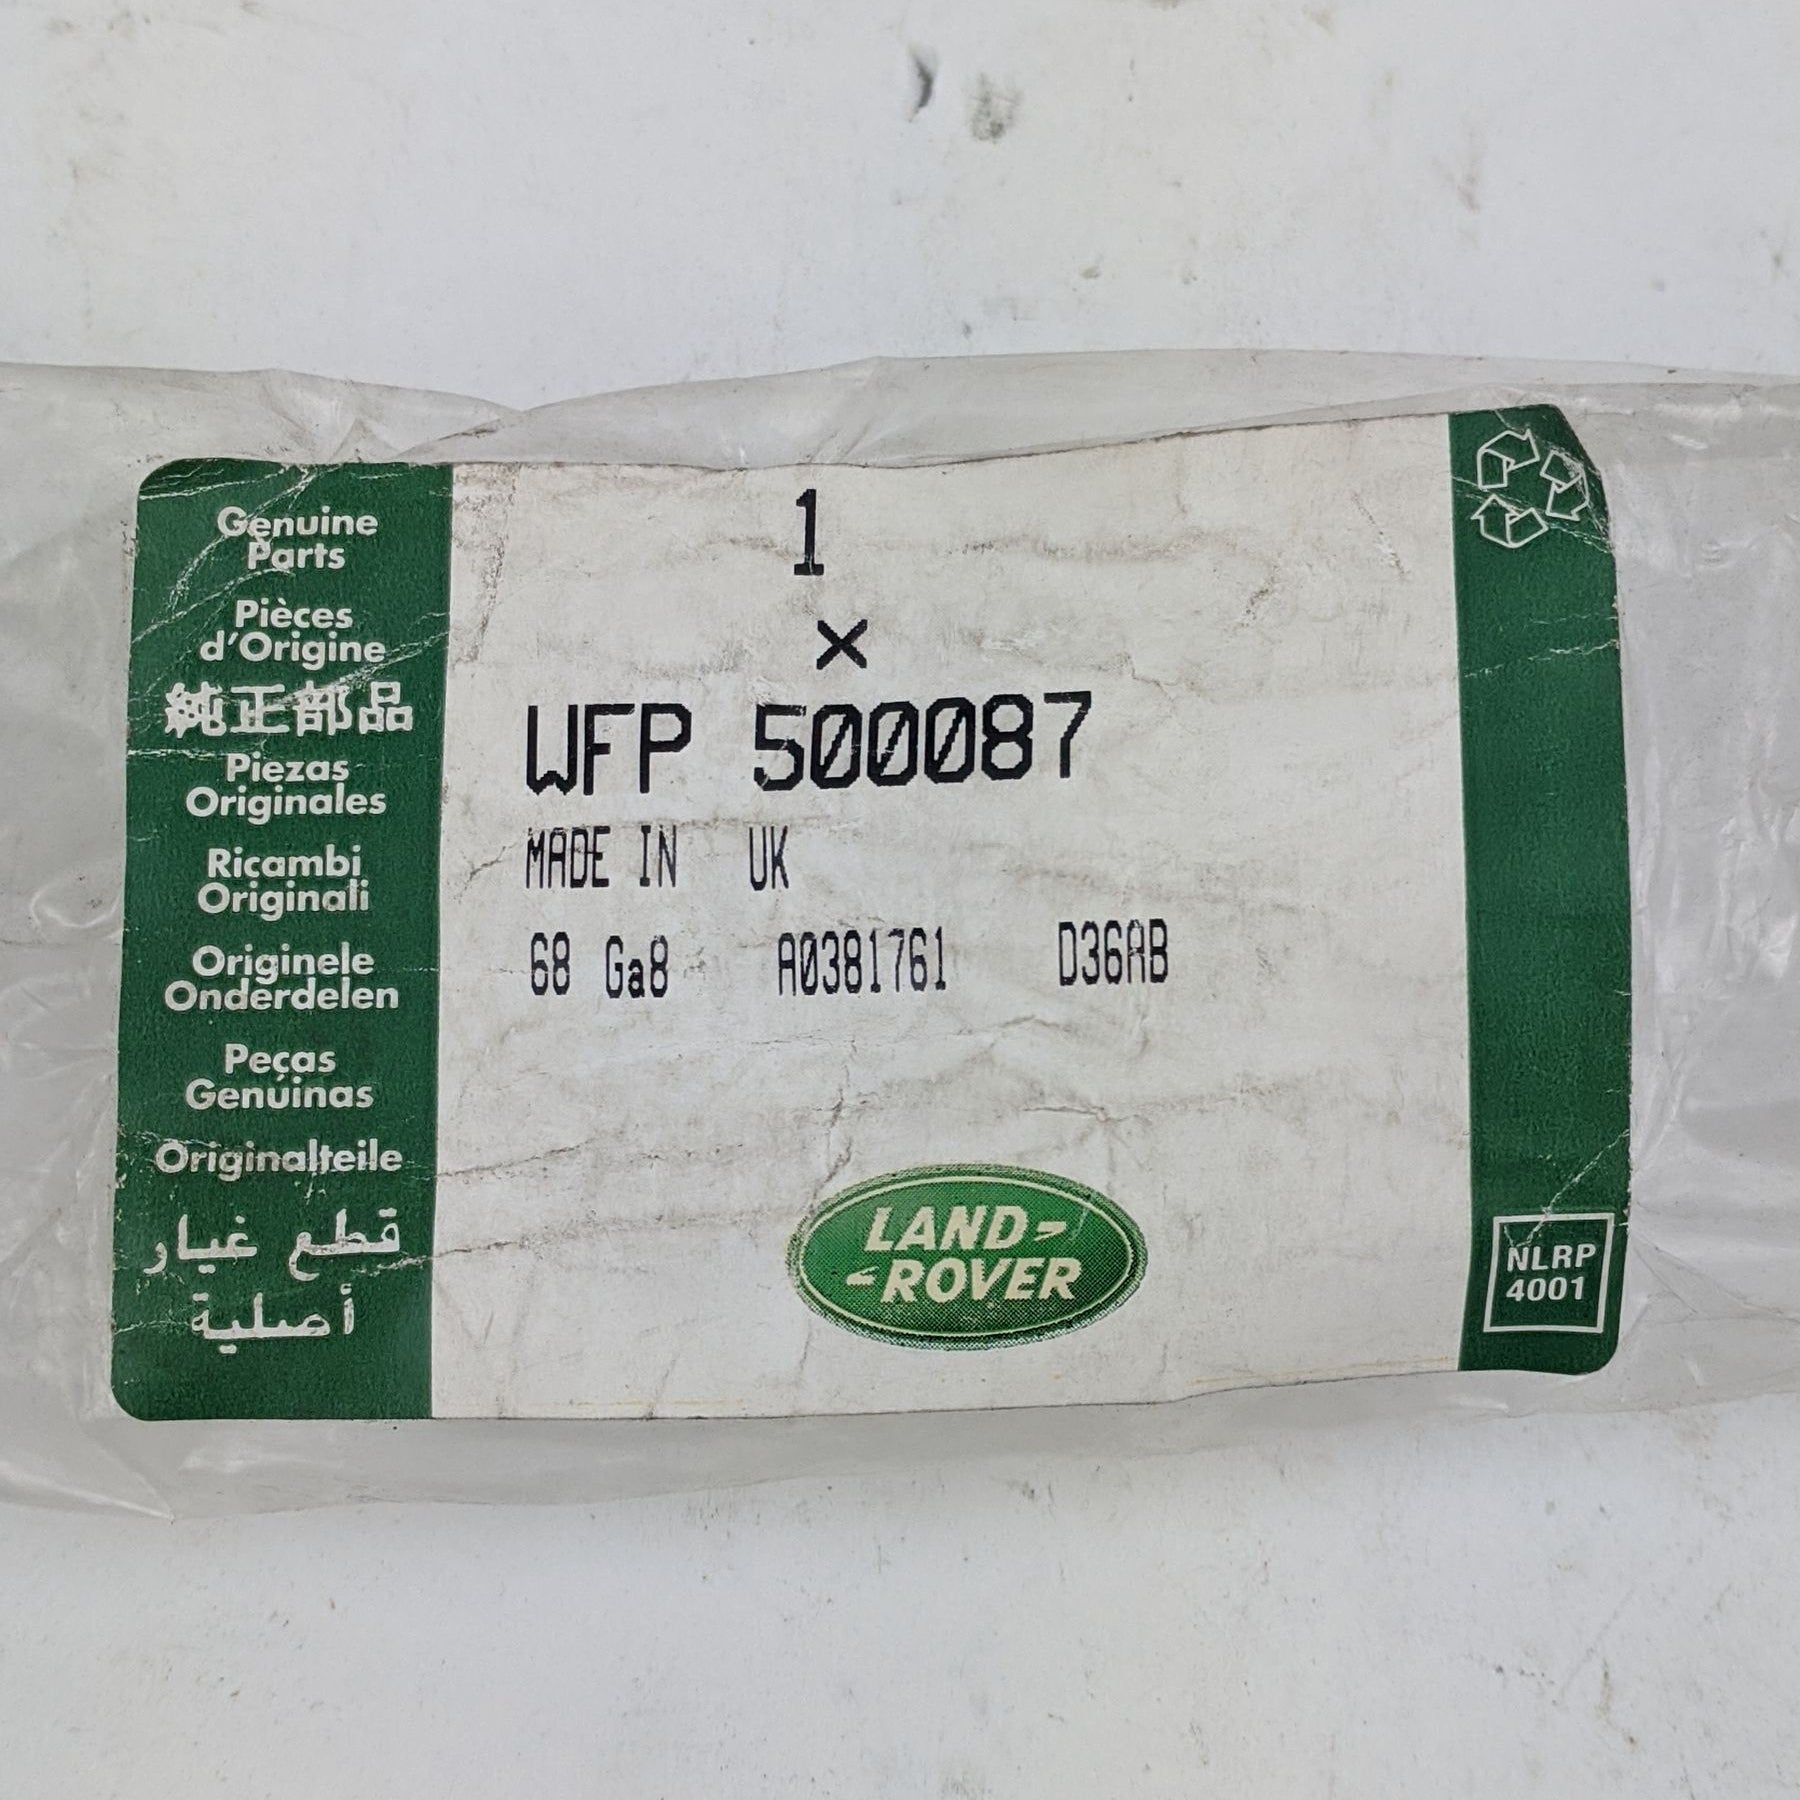 Genuine
Parts
Pièces
d'Origine
純正部品
Piezas
Originales
Ricambi
Originali
Originele
Onderdelen
Peças
Genúinas
Originalteile
قطع غيار
أصلية
1
×
WFP 500087
MADE IN UK
68 Ga8 A0381761 D36AB
LAND-
-ROVER
NLRP
4001